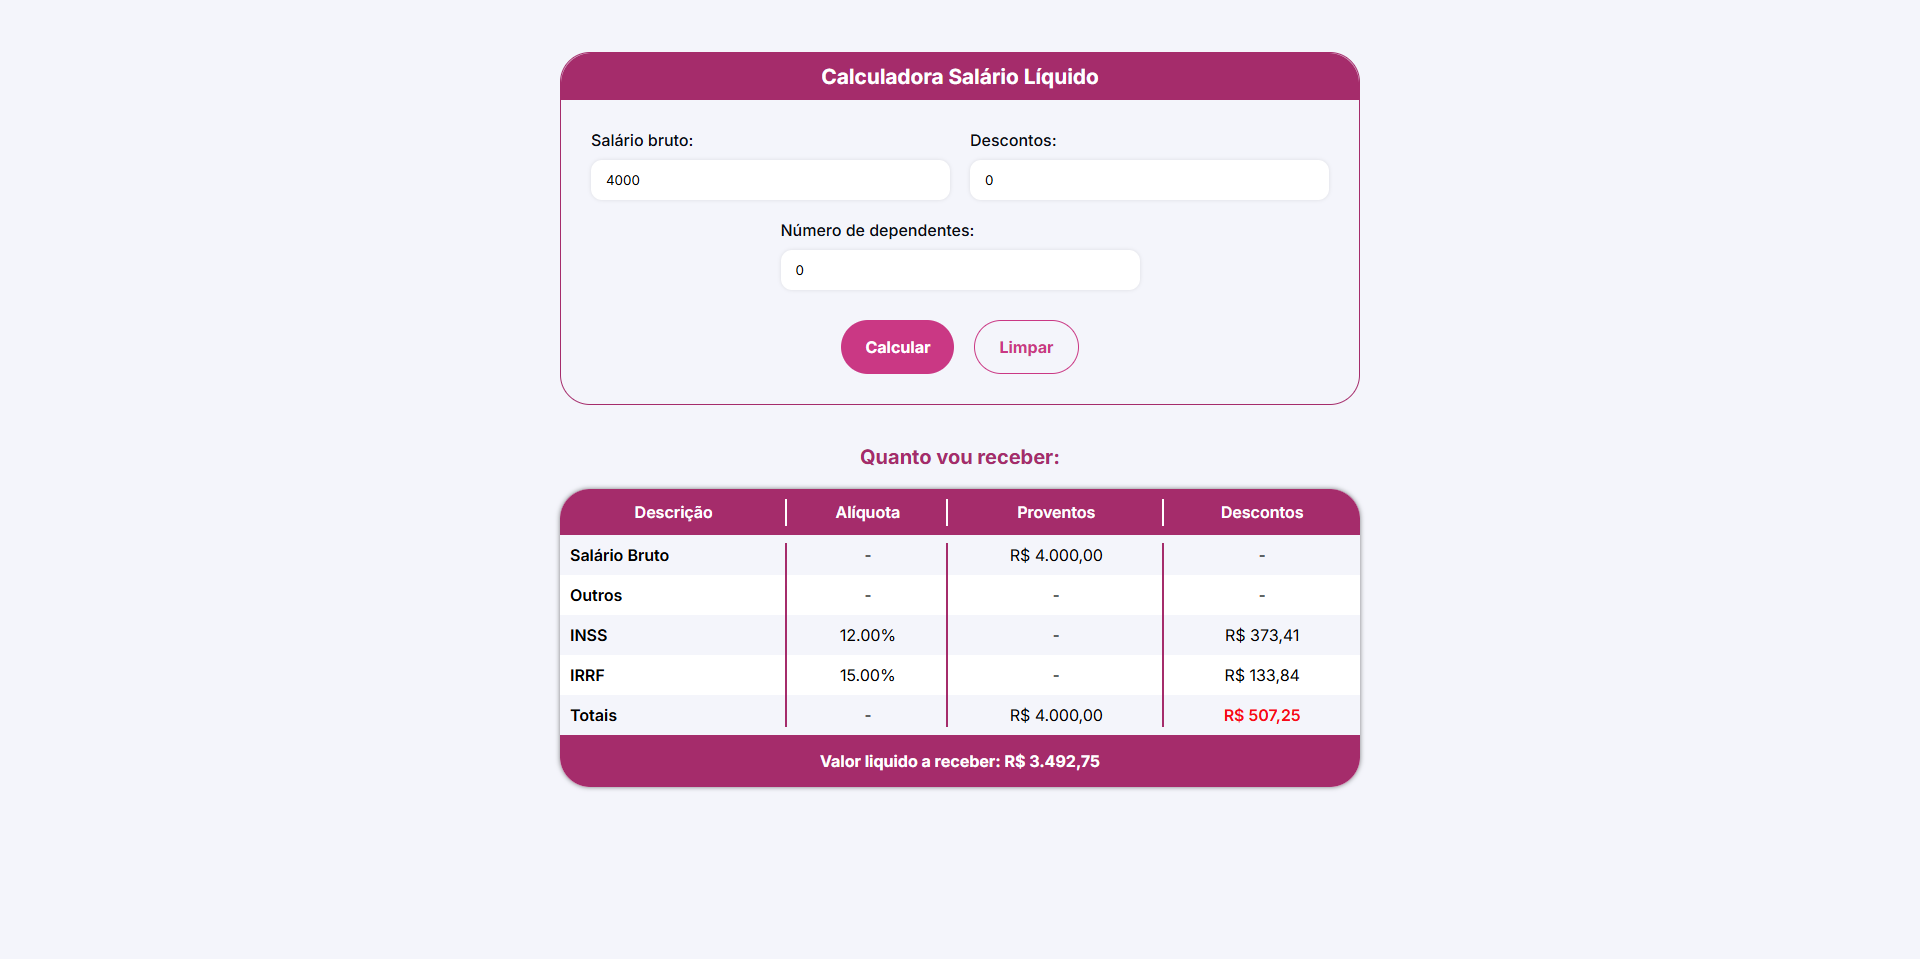 Calculadora Salário Líquido
Salário bruto: Descontos:
4000 0
Número de dependentes:
0
Calcular Limpar
Quanto vou receber:
Descrição Alíquota Proventos Descontos
Salário Bruto - R$ 4.000,00 -
Outros - - -
INSS 12.00% - R$ 373,41
IRRF 15.00% - R$ 133,84
Totais - R$ 4.000,00 R$ 507,25
Valor liquido a receber: R$ 3.492,75